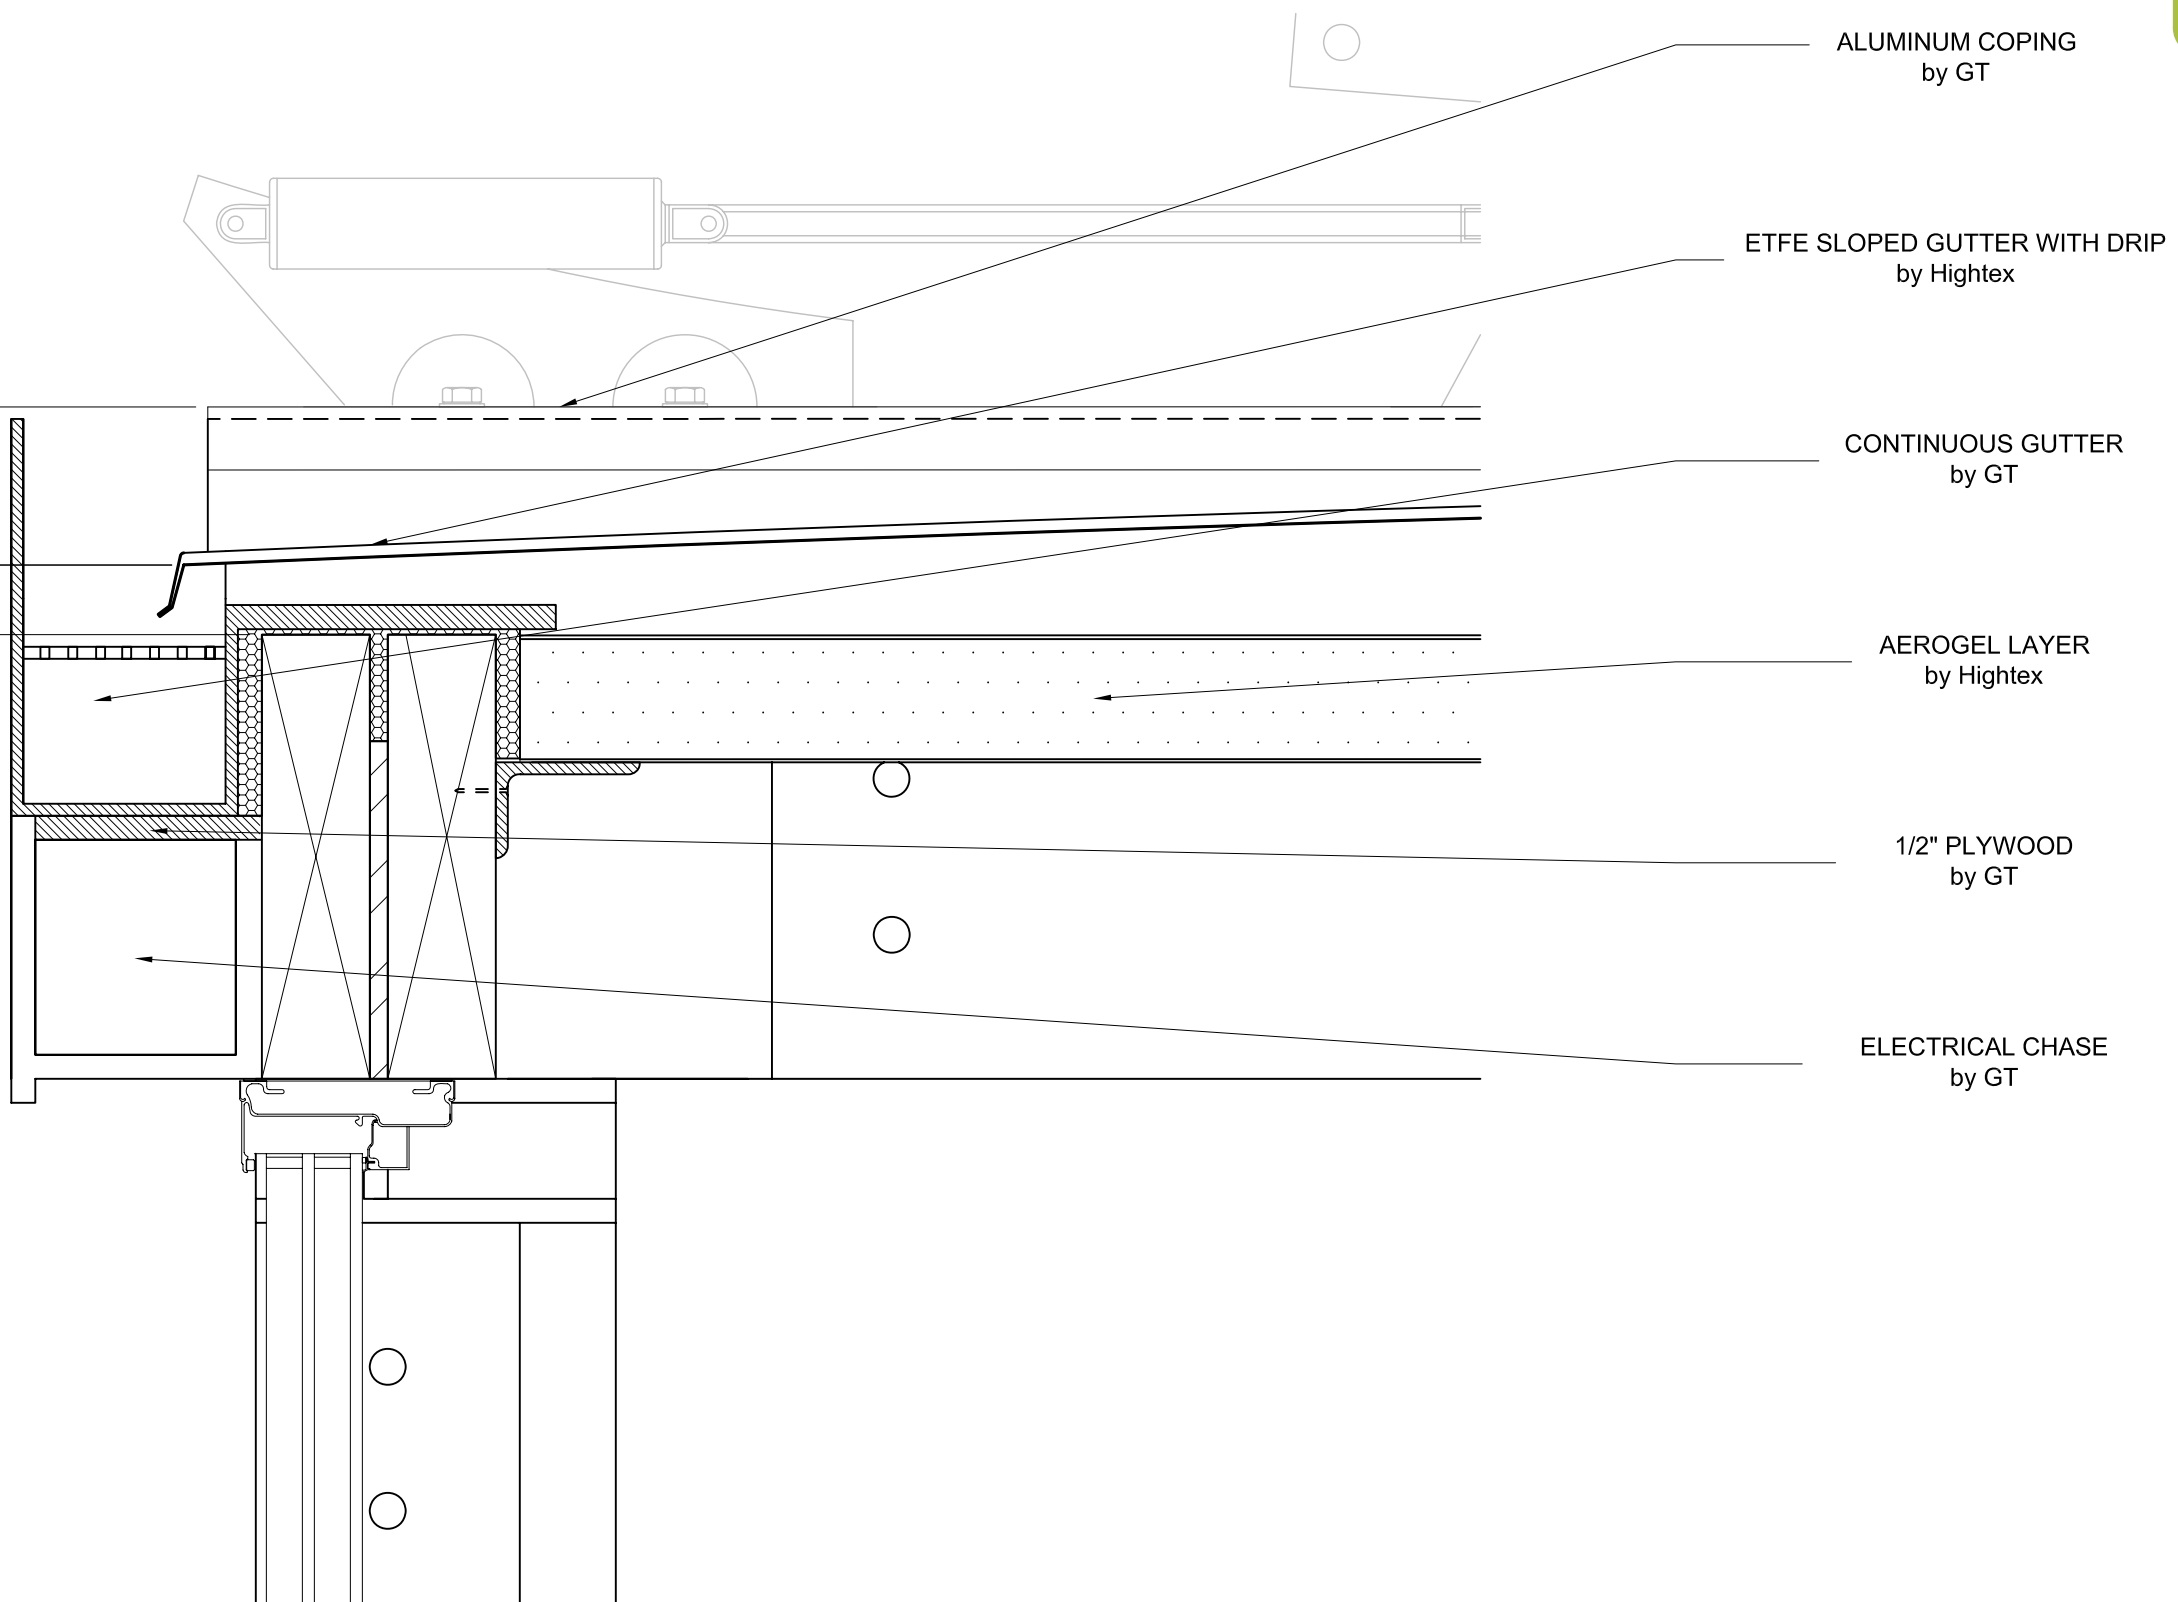 ALUMINUM COPING
by GT
ETFE SLOPED GUTTER WITH DRIP
by Hightex
CONTINUOUS GUTTER
by GT
AEROGEL LAYER
by Hightex
1/2" PLYWOOD
by GT
ELECTRICAL CHASE
by GT